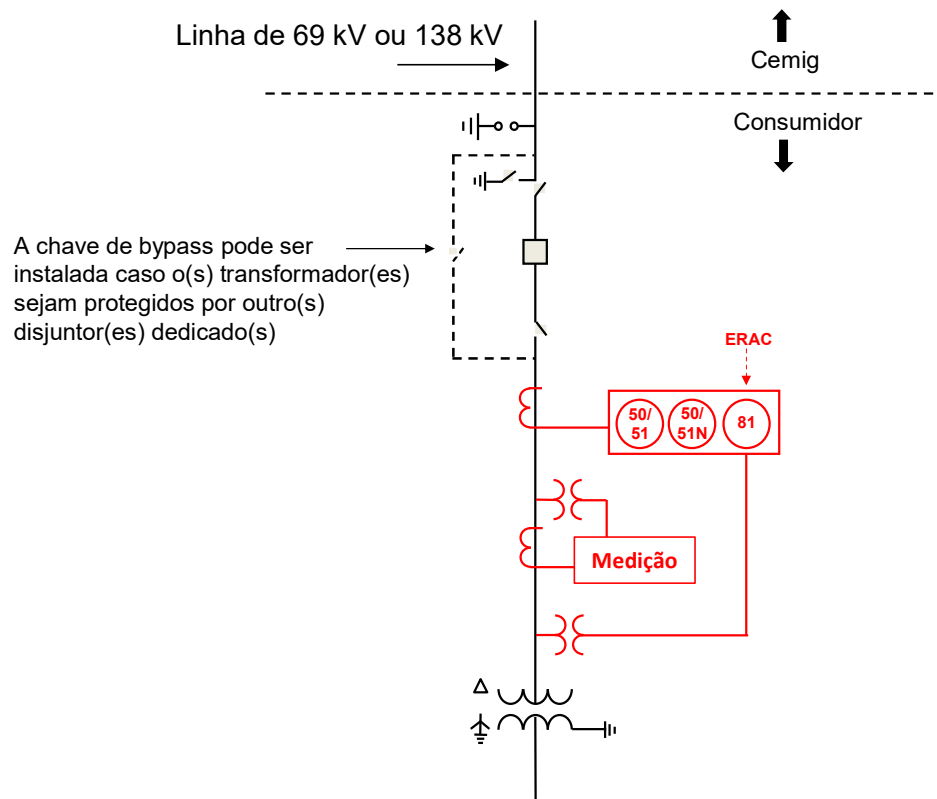 Linha de 69 kV ou 138 kV
Cemig
Consumidor
A chave de bypass pode ser
instalada caso o(s) transformador(es)
sejam protegidos por outro(s)
disjuntor(es) dedicado(s)
ERAC
50/
51
50/
51N
81
Medição